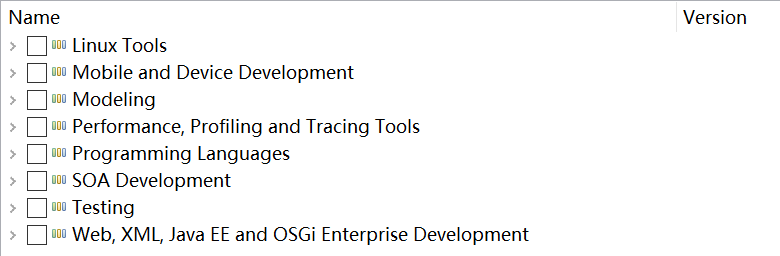 Name Version
Linux Tools
Mobile and Device Development
Modeling
Performance, Profiling and Tracing Tools
Programming Languages
SOA Development
Testing
Web, XML, Java EE and OSGi Enterprise Development